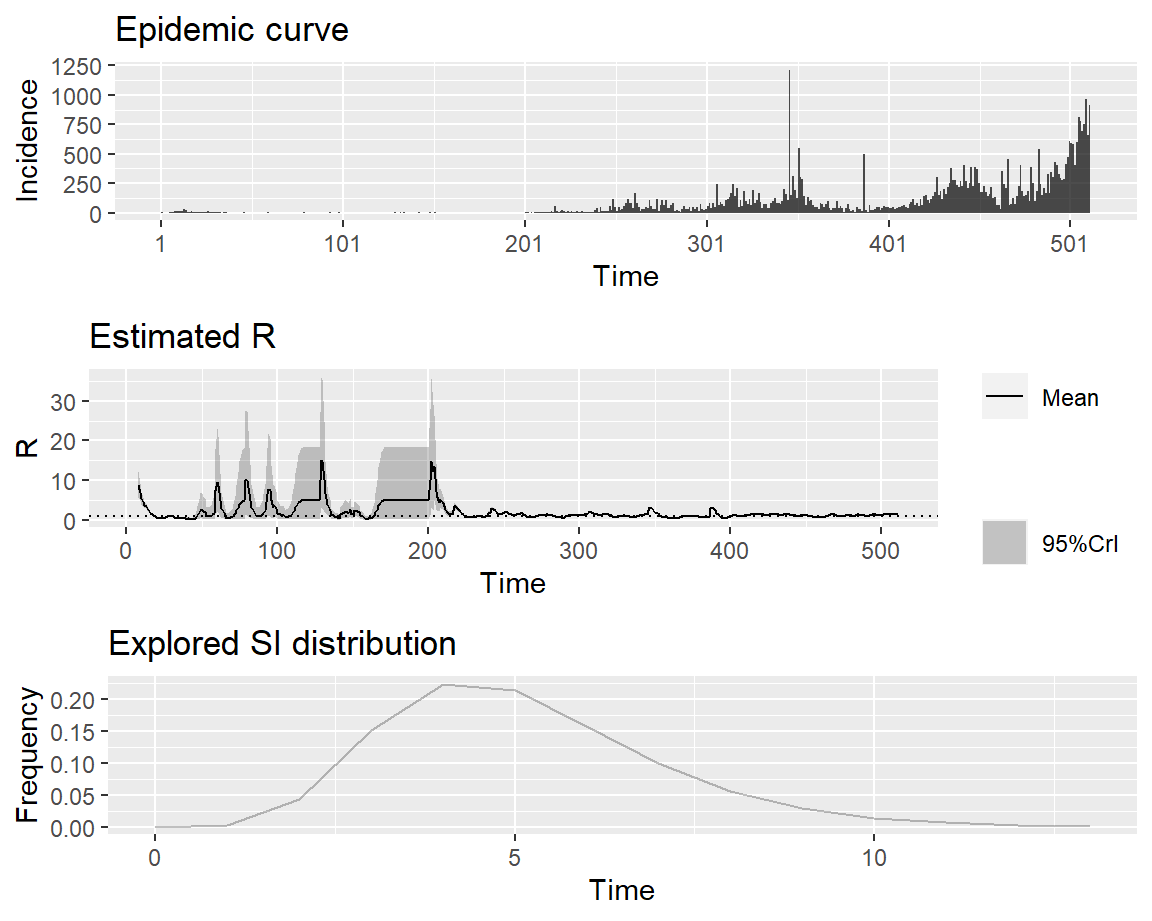 Epidemic curve
1250
1000
750
500
250
0
Incidence
1 101 201 301 401 501
Time
Estimated R
30
20
10
0
R
0 100 200 300 400 500
Time
Mean
95%CrI
Explored SI distribution
0.20
0.15
0.10
0.05
0.00
Frequency
0 5 10
Time